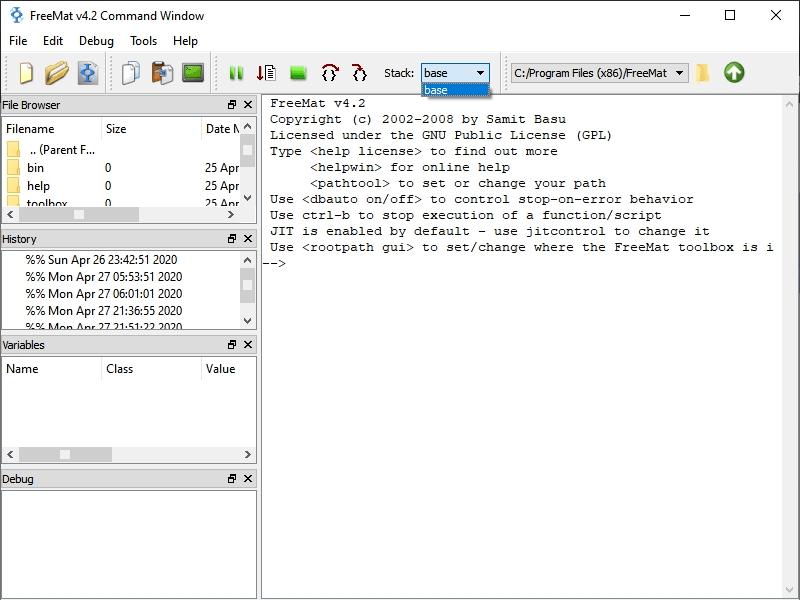 FreeMat v4.2 Command Window
File Edit Debug Tools Help
Stack: base C:/Program Files (x86)/FreeMat
base
File Browser
Filename Size Date M
.. (Parent F...
bin 0 25 Apr
help 0 25 Apr
toolbox 0 25 Apr
History
%% Sun Apr 26 23:42:51 2020
%% Mon Apr 27 05:53:51 2020
%% Mon Apr 27 06:01:01 2020
%% Mon Apr 27 21:36:55 2020
%% Mon Apr 27 21:51:22 2020
Variables
Name Class Value
Debug
FreeMat v4.2
Copyright (c) 2002-2008 by Samit Basu
Licensed under the GNU Public License (GPL)
Type <help license> to find out more
<helpwin> for online help
<pathtool> to set or change your path
Use <dbauto on/off> to control stop-on-error behavior
Use ctrl-b to stop execution of a function/script
JIT is enabled by default - use jitcontrol to change it
Use <rootpath gui> to set/change where the FreeMat toolbox is i
-->